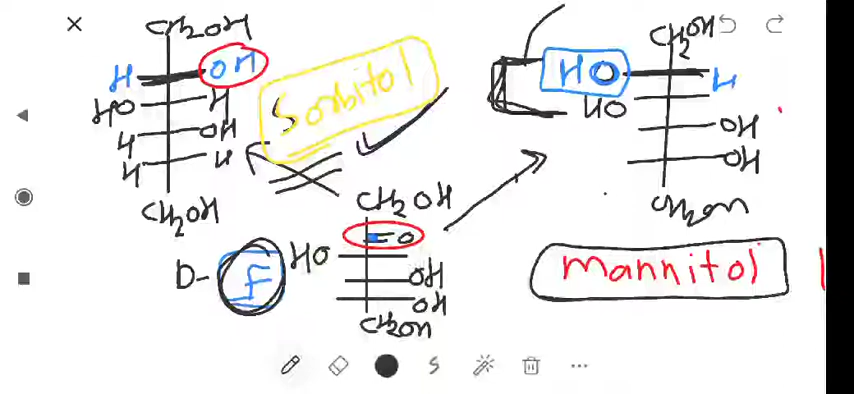 CH2OH
H OH
HO H
H OH
H H
CH2OH
Sorbitol
CH2OH
HO H
HO
OH
OH
CH2OH
CH2OH
=O
HO
OH
OH
CH2OH
D- F
mannitol
S